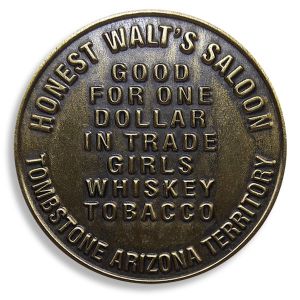 HONEST WALT'S SALOON
GOOD
FOR ONE
DOLLAR
IN TRADE
GIRLS
WHISKEY
TOBACCO
TOMBSTONE ARIZONA TERRITORY